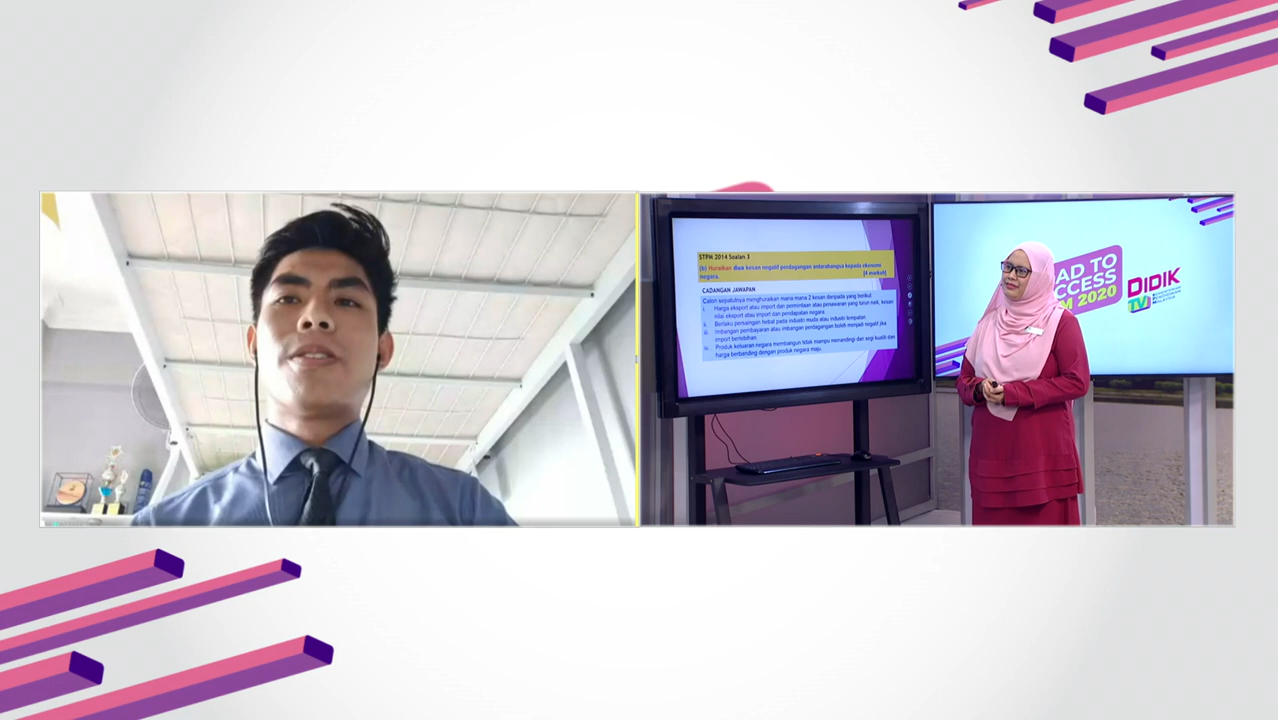 STPM 2014 Soalan 3
(b) Huraikan dua kesan negatif perdagangan antarabangsa kepada ekonomi
negara. [4 markah]
CADANGAN JAWAPAN
Calon sepatutnya menghuraikan mana-mana 2 kesan daripada yang berikut
i. Harga eksport atau import dan permintaan atau penawaran yang turun naik, kesan
nilai eksport atau import dan pendapatan negara.
ii. Berlaku persaingan hebat pada industri muda atau industri tempatan.
iii. Imbangan pembayaran atau imbangan perdagangan boleh menjadi negatif jika
import berlebihan.
iv. Produk keluaran negara membangun tidak mampu menandingi dari segi kualiti dan
harga berbanding dengan produk negara maju.
AD TO
CCESS
M 2020
DIDIK
TV